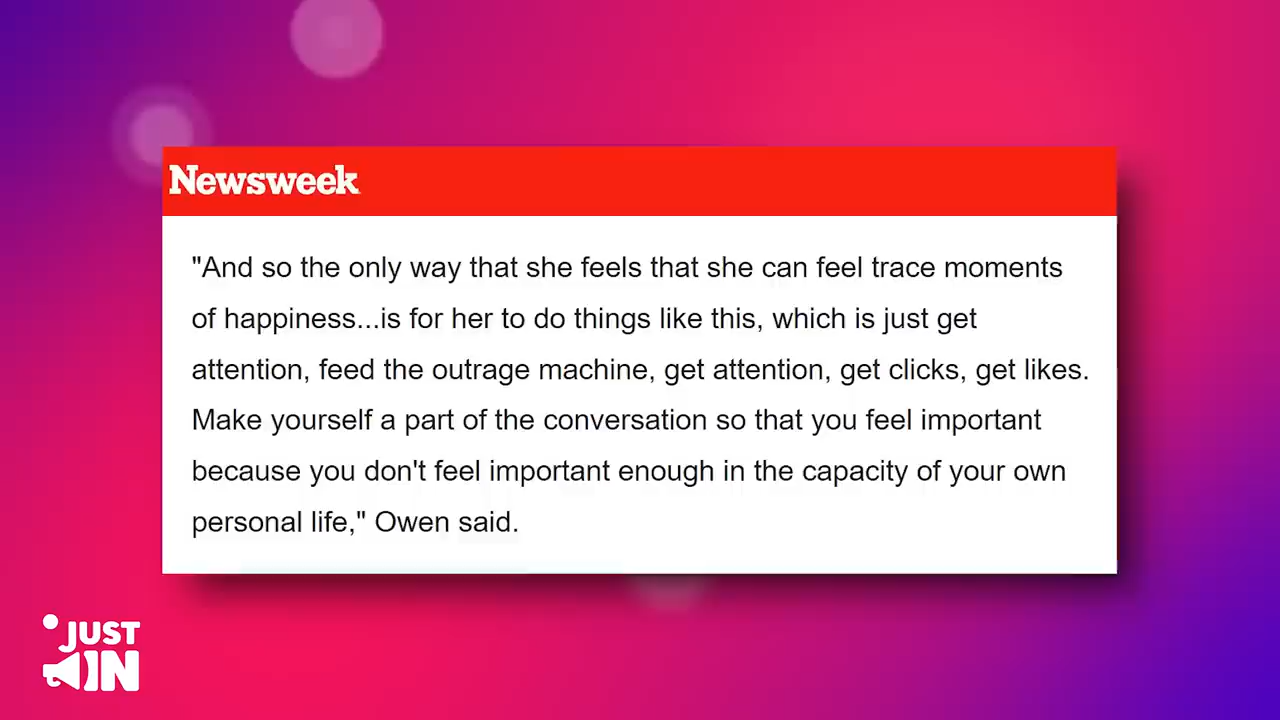 Newsweek
"And so the only way that she feels that she can feel trace moments
of happiness...is for her to do things like this, which is just get
attention, feed the outrage machine, get attention, get clicks, get likes.
Make yourself a part of the conversation so that you feel important
because you don't feel important enough in the capacity of your own
personal life," Owen said.
JUST
IN